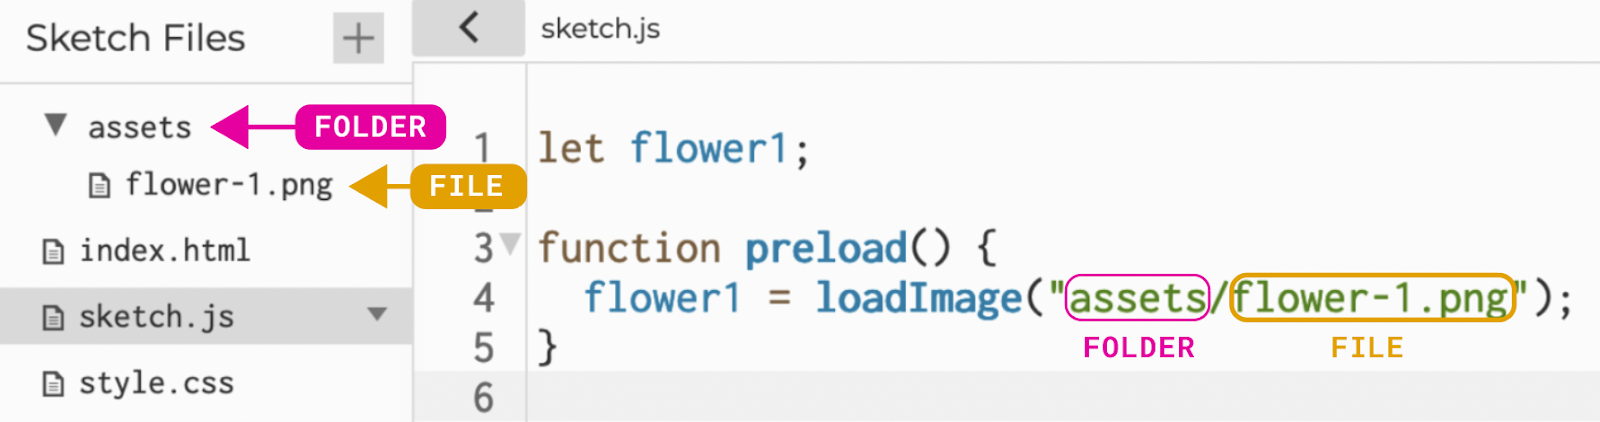 Sketch Files +
assets FOLDER
flower-1.png FILE
index.html
sketch.js
style.css
sketch.js
1 let flower1;
3 function preload() {
4 flower1 = loadImage("assets/flower-1.png");
FOLDER FILE
5 }
6